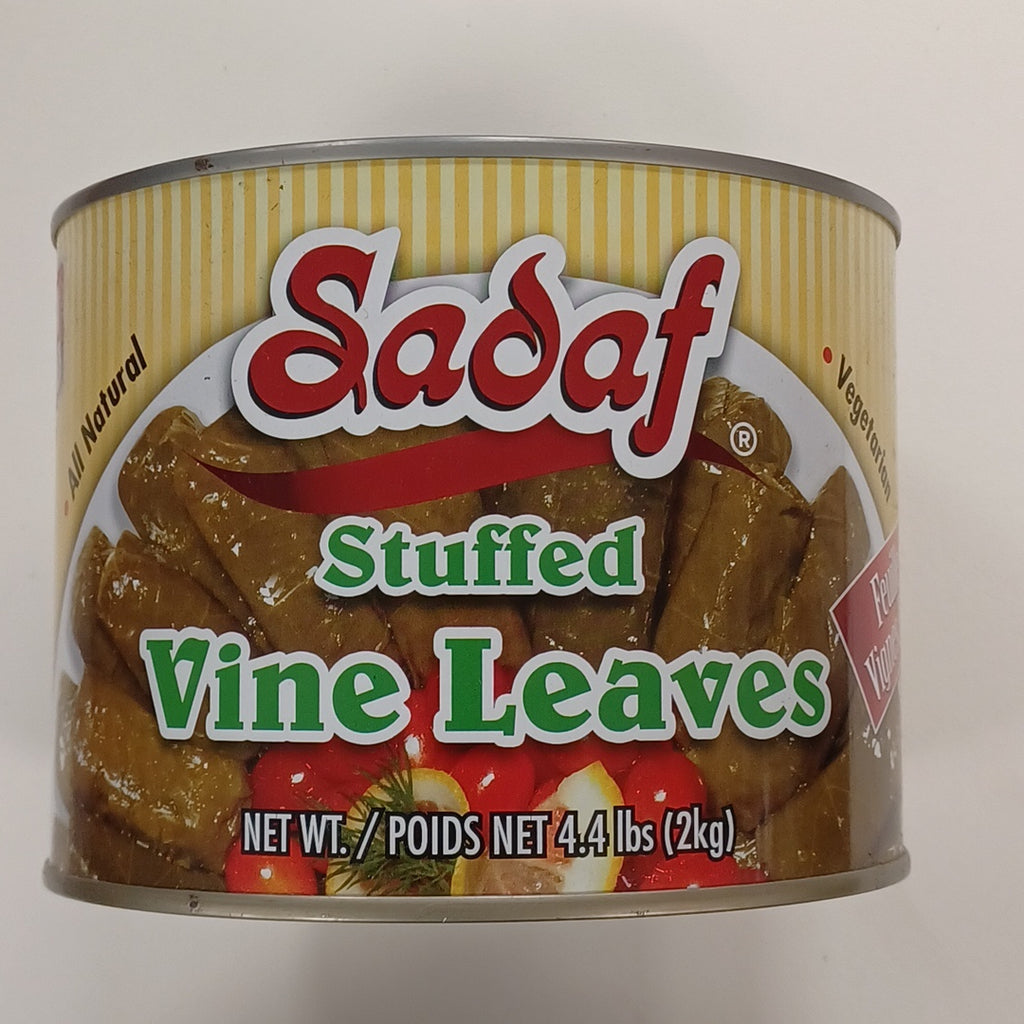 Sadaf
®
• All Natural
• Vegetarian
Stuffed
Vine Leaves
NET WT. / POIDS NET 4.4 lbs (2kg)